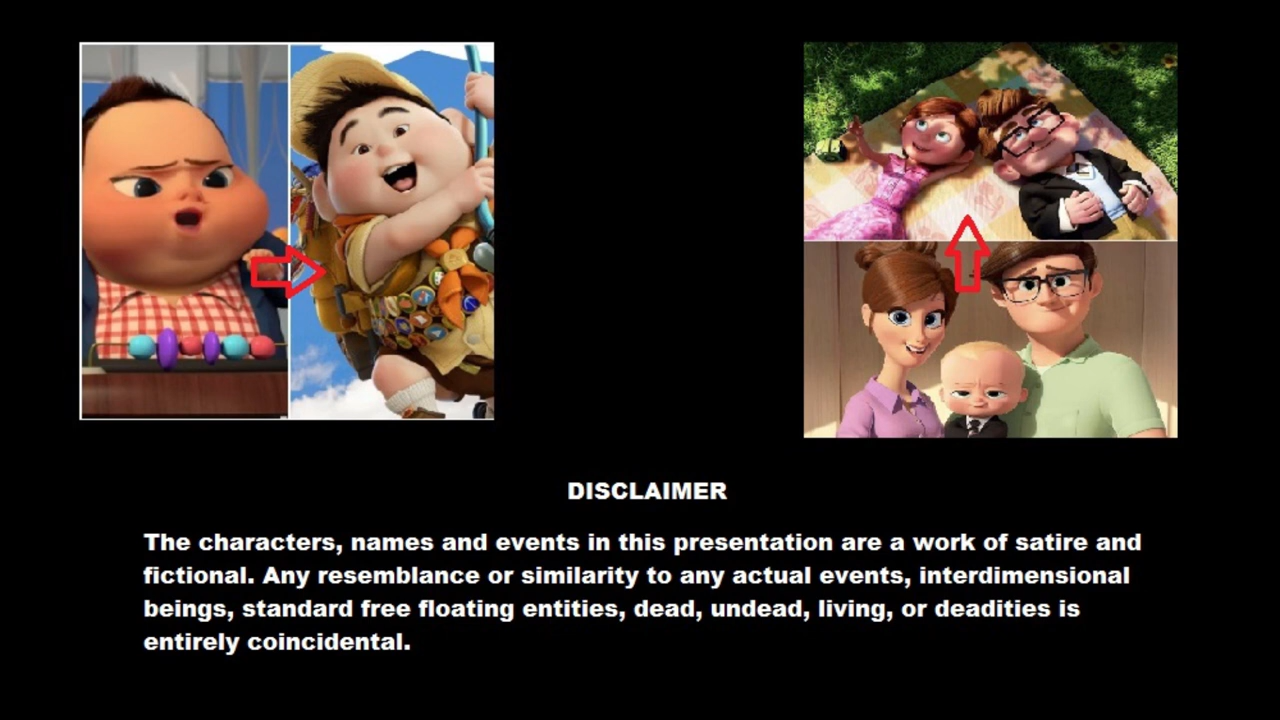 DISCLAIMER
The characters, names and events in this presentation are a work of satire and
fictional. Any resemblance or similarity to any actual events, interdimensional
beings, standard free floating entities, dead, undead, living, or deadities is
entirely coincidental.